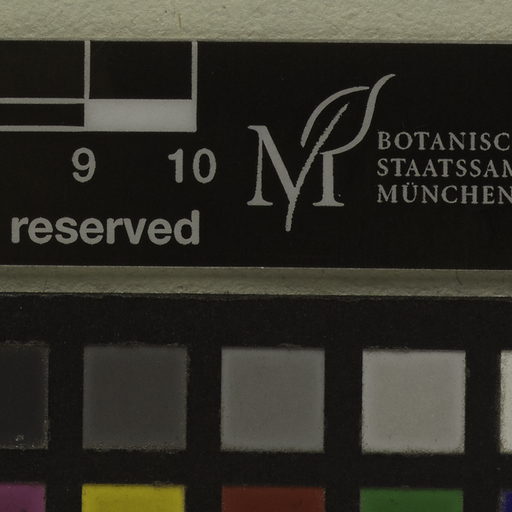 9 10
reserved
M
BOTANISC
STAATSSAM
MÜNCHEN